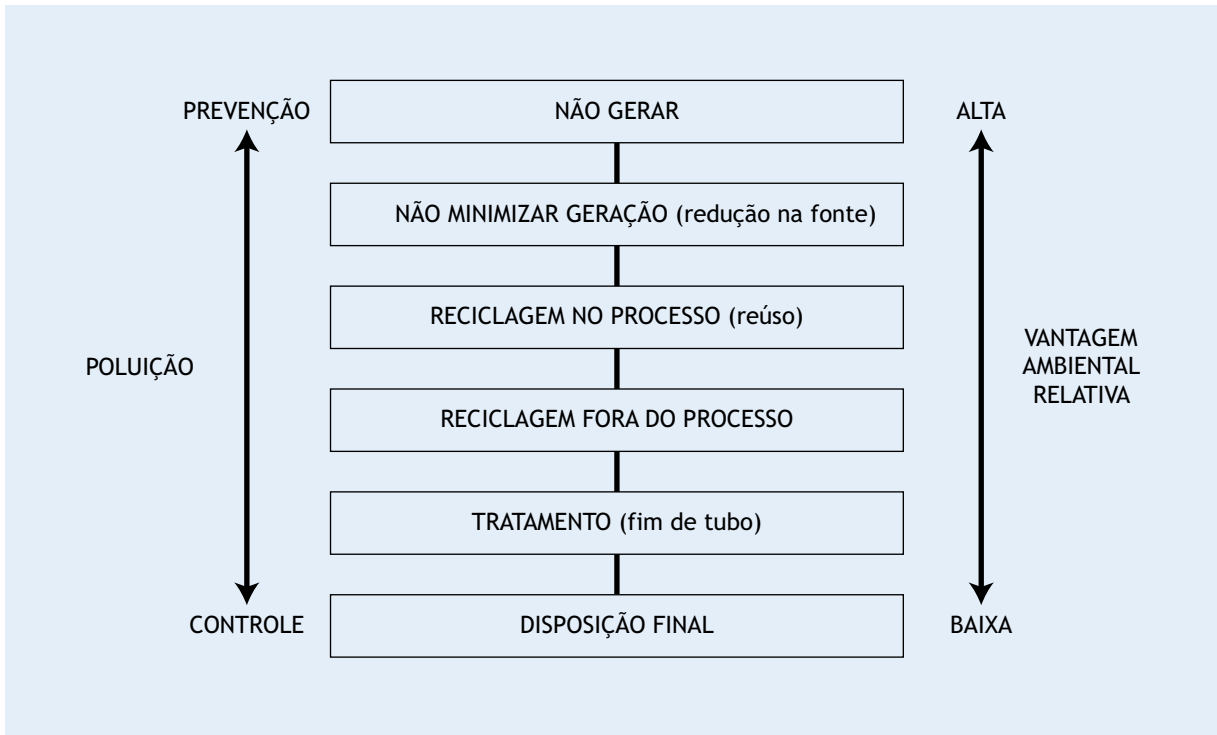 PREVENÇÃO
NÃO GERAR
ALTA
NÃO MINIMIZAR GERAÇÃO (redução na fonte)
RECICLAGEM NO PROCESSO (reúso)
POLUIÇÃO
VANTAGEM
AMBIENTAL
RELATIVA
RECICLAGEM FORA DO PROCESSO
TRATAMENTO (fim de tubo)
CONTROLE
DISPOSIÇÃO FINAL
BAIXA